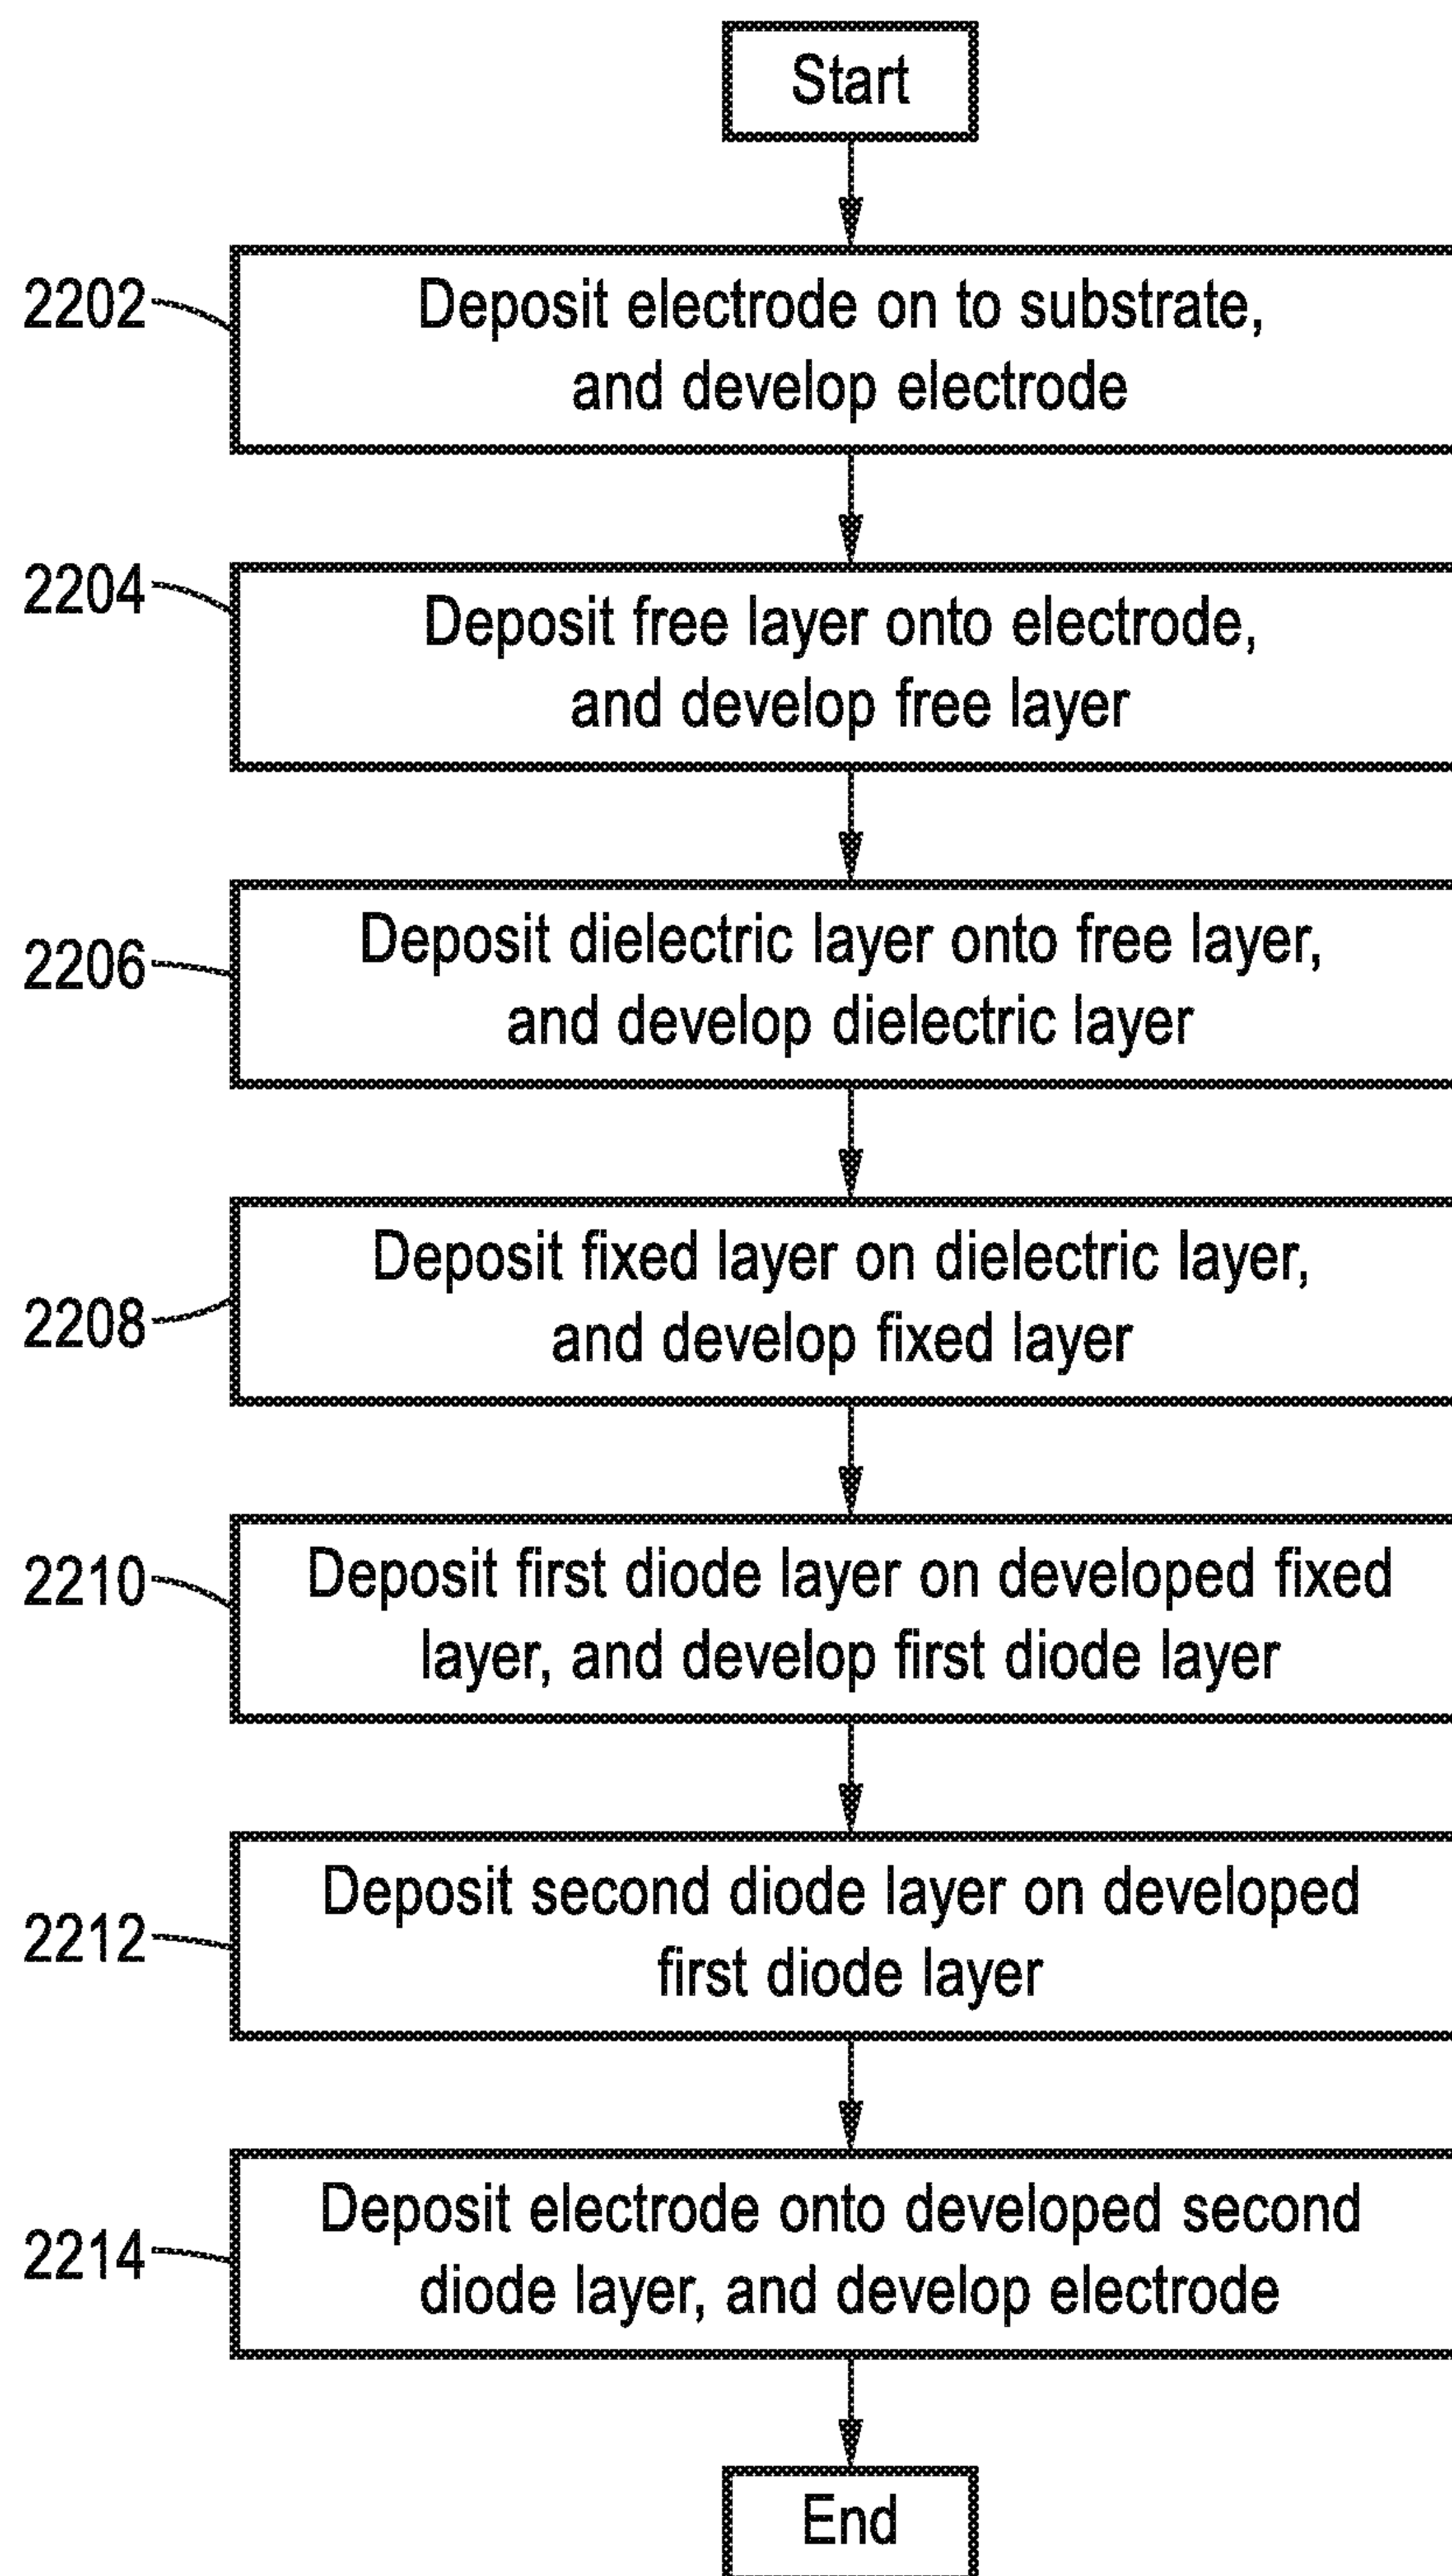 Start
2202
Deposit electrode on to substrate,
and develop electrode
2204
Deposit free layer onto electrode,
and develop free layer
2206
Deposit dielectric layer onto free layer,
and develop dielectric layer
2208
Deposit fixed layer on dielectric layer,
and develop fixed layer
2210
Deposit first diode layer on developed fixed
layer, and develop first diode layer
2212
Deposit second diode layer on developed
first diode layer
2214
Deposit electrode onto developed second
diode layer, and develop electrode
End